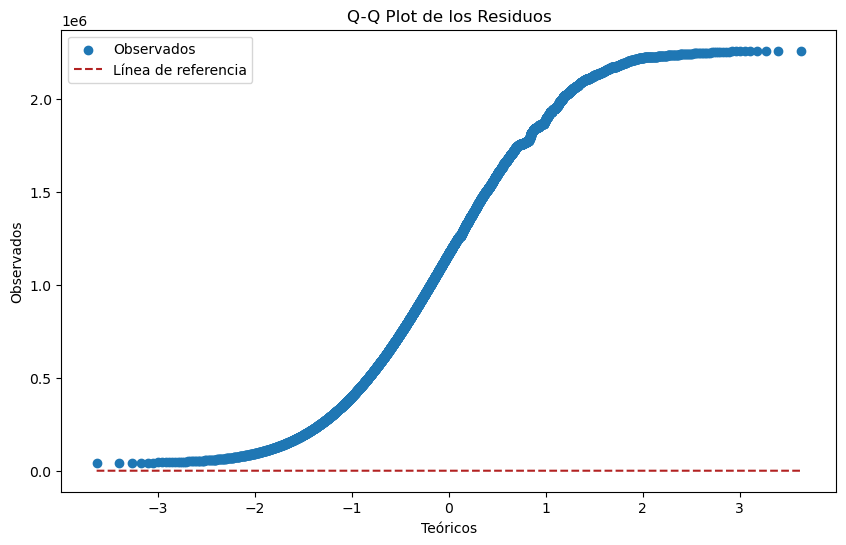 Q-Q Plot de los Residuos
1e6
Observados
Línea de referencia
2.0
1.5
1.0
0.5
0.0
Observados
−3
−2
−1
0
1
2
3
Teóricos